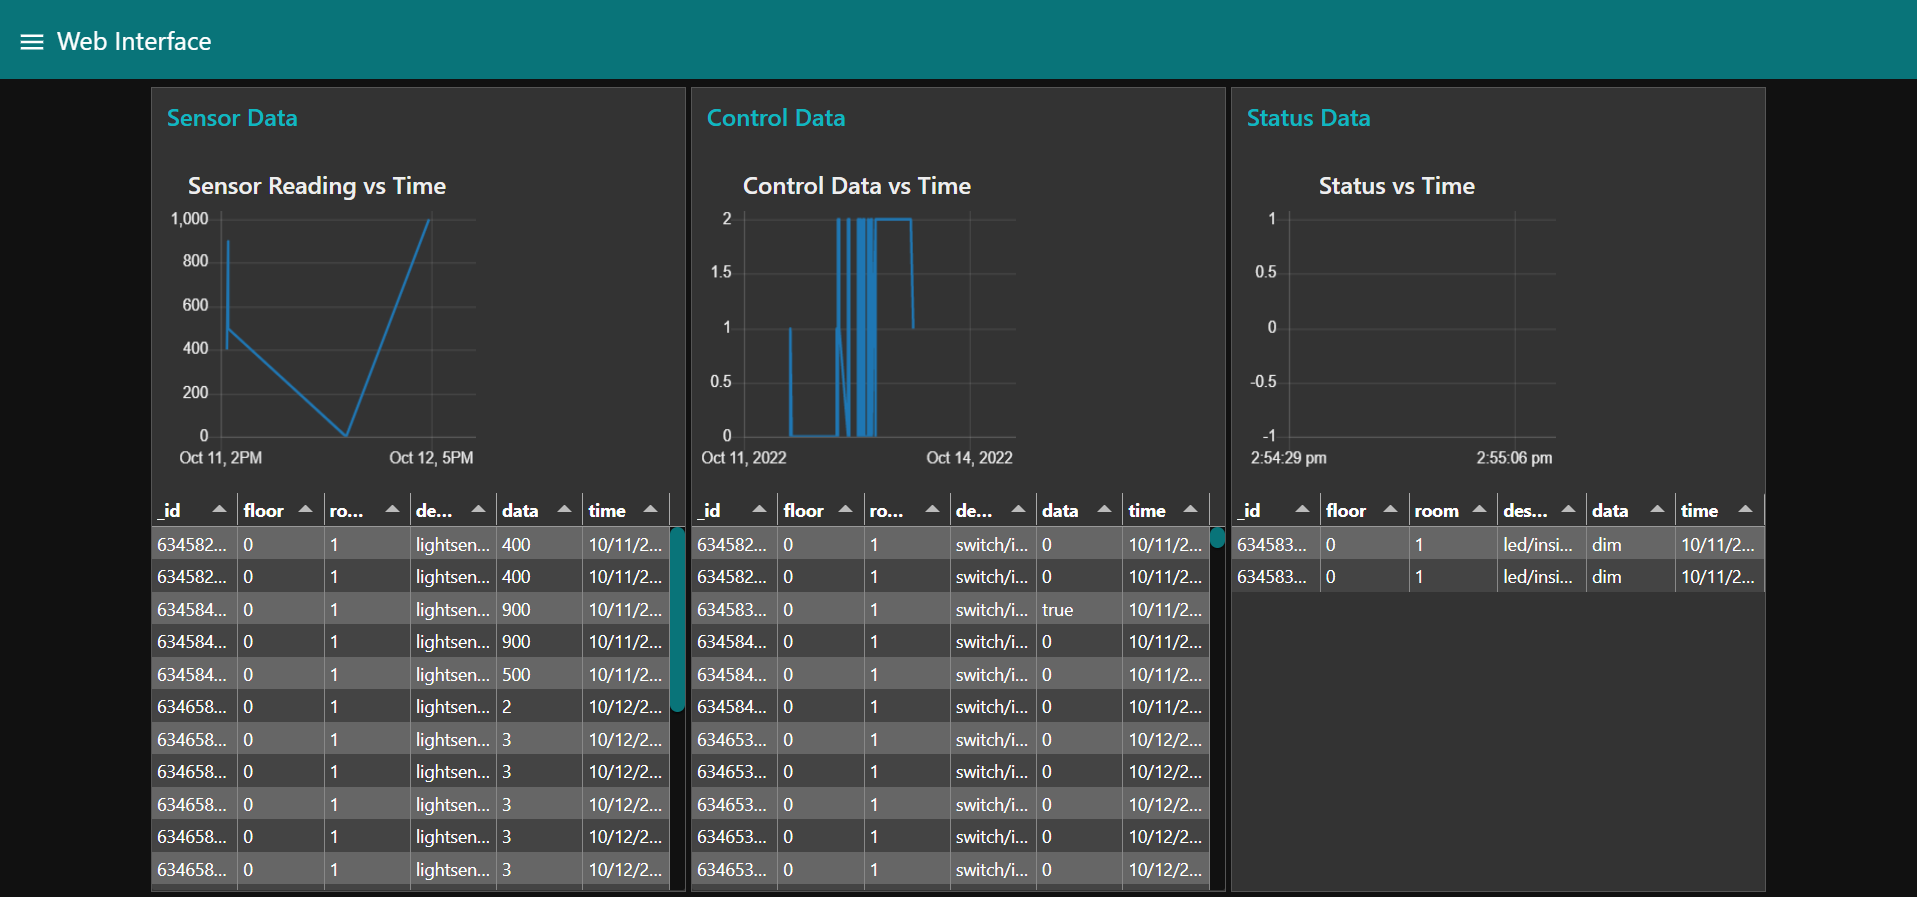 Web Interface
Sensor Data
Sensor Reading vs Time
1,000
800
600
400
200
0
Oct 11, 2PM Oct 12, 5PM
_id floor ro... de... data time
634582... 0 1 lightsen... 400 10/11/2...
634582... 0 1 lightsen... 400 10/11/2...
634584... 0 1 lightsen... 900 10/11/2...
634584... 0 1 lightsen... 900 10/11/2...
634584... 0 1 lightsen... 500 10/11/2...
634658... 0 1 lightsen... 2 10/12/2...
634658... 0 1 lightsen... 3 10/12/2...
634658... 0 1 lightsen... 3 10/12/2...
634658... 0 1 lightsen... 3 10/12/2...
634658... 0 1 lightsen... 3 10/12/2...
634658... 0 1 lightsen... 3 10/12/2...
Control Data
Control Data vs Time
2
1.5
1
0.5
0
Oct 11, 2022 Oct 14, 2022
_id floor ro... de... data time
634582... 0 1 switch/i... 0 10/11/2...
634582... 0 1 switch/i... 0 10/11/2...
634583... 0 1 switch/i... true 10/11/2...
634584... 0 1 switch/i... 0 10/11/2...
634584... 0 1 switch/i... 0 10/11/2...
634584... 0 1 switch/i... 0 10/11/2...
634653... 0 1 switch/i... 0 10/12/2...
634653... 0 1 switch/i... 0 10/12/2...
634653... 0 1 switch/i... 0 10/12/2...
634653... 0 1 switch/i... 0 10/12/2...
634653... 0 1 switch/i... 0 10/12/2...
Status Data
Status vs Time
1
0.5
0
-0.5
-1
2:54:29 pm 2:55:06 pm
_id floor room des... data time
634583... 0 1 led/insi... dim 10/11/2...
634583... 0 1 led/insi... dim 10/11/2...